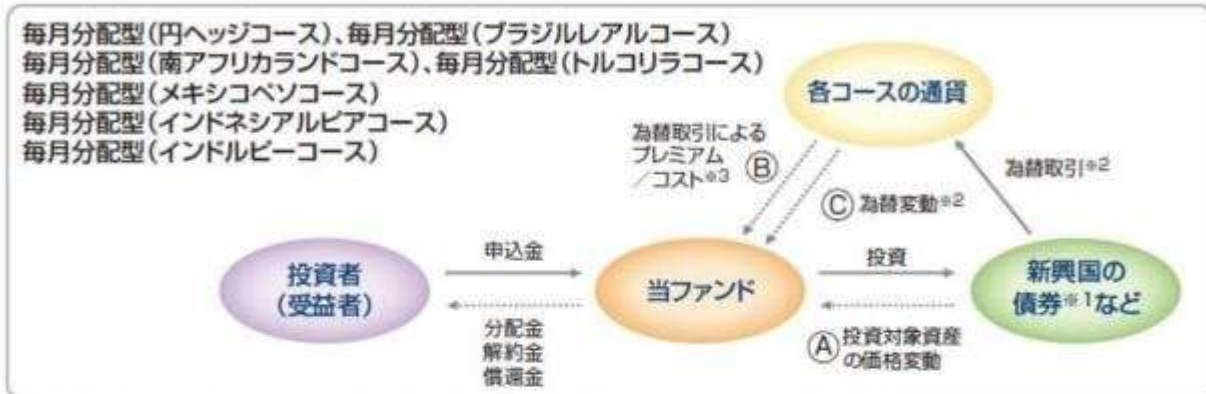 毎月分配型(円ヘッジコース)、毎月分配型(ブラジルレアルコース)
毎月分配型(南アフリカランドコース)、毎月分配型(トルコリラコース)
毎月分配型(メキシコペソコース)
毎月分配型(インドネシアルピアコース)
毎月分配型(インドルピーコース)
各コースの通貨
為替取引による
プレミアム
/コスト※3
Ⓑ
Ⓒ 為替変動※2
為替取引※2
投資者
(受益者)
申込金
分配金
解約金
償還金
当ファンド
投資
Ⓐ 投資対象資産
の価格変動
新興国の
債券※1など